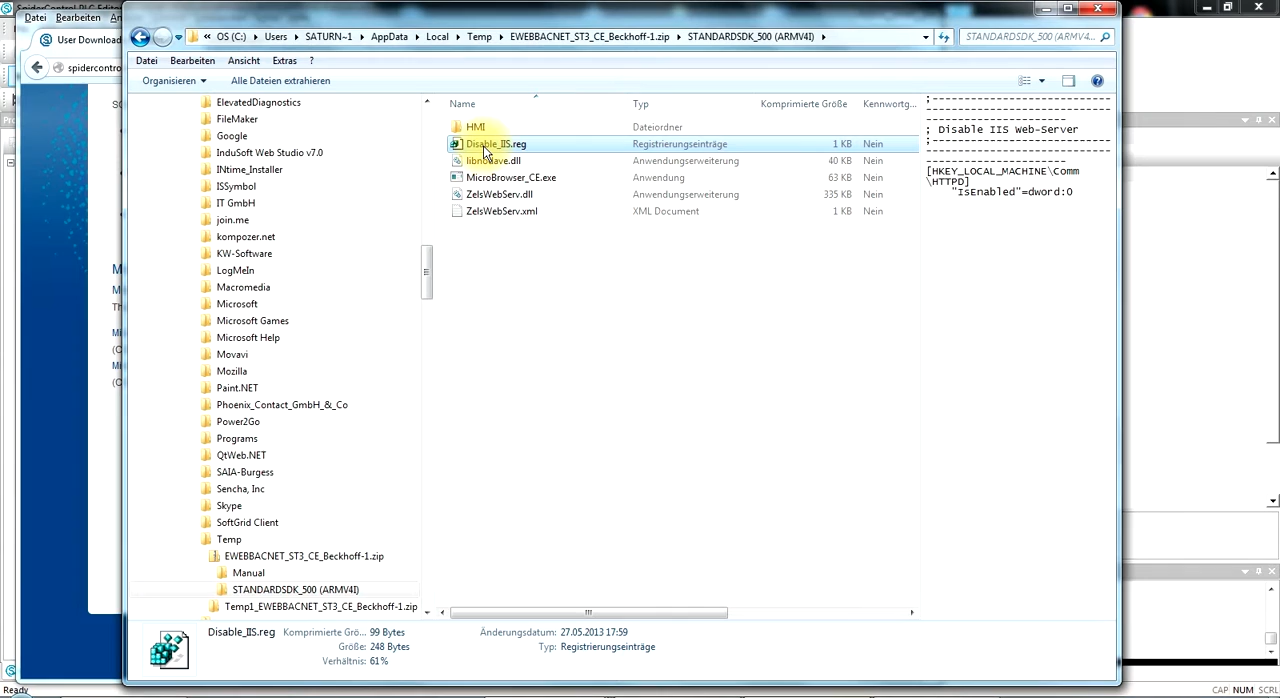 SpiderControl PLC Editor
Datei Bearbeiten An
User Download
spidercontro
OS (C:) Users SATURN~1 AppData Local Temp EWEBBACNET_ST3_CE_Beckhoff-1.zip STANDARDSDK_500 (ARMV4I)
STANDARDSDK_500 (ARMV4...
Datei Bearbeiten Ansicht Extras ?
Organisieren Alle Dateien extrahieren
ElevatedDiagnostics
FileMaker
Google
InduSoft Web Studio v7.0
INtime_Installer
ISSymbol
IT GmbH
join.me
kompozer.net
KW-Software
LogMeIn
Macromedia
Microsoft
Microsoft Games
Microsoft Help
Movavi
Mozilla
Paint.NET
Phoenix_Contact_GmbH_&_Co
Power2Go
Programs
QtWeb.NET
SAIA-Burgess
Sencha, Inc
Skype
SoftGrid Client
Temp
EWEBBACNET_ST3_CE_Beckhoff-1.zip
Manual
STANDARDSDK_500 (ARMV4I)
Temp1_EWEBBACNET_ST3_CE_Beckhoff-1.zip
Name Typ Komprimierte Größe Kennwortg...
HMI Dateiordner
Disable_IIS.reg Registrierungseinträge 1 KB Nein
Anwendungserweiterung 40 KB Nein
MicroBrowser_CE.exe Anwendung 63 KB Nein
ZelsWebServ.dll Anwendungserweiterung 335 KB Nein
ZelsWebServ.xml XML Document 1 KB Nein
;-----------------------------
--------------------
; Disable IIS Web-Server
;-----------------------------
--------------------
[HKEY_LOCAL_MACHINE\Comm
\HTTPD]
"IsEnabled"=dword:0
Disable_IIS.reg Komprimierte Grö... 99 Bytes Änderungsdatum: 27.05.2013 17:59
Größe: 248 Bytes Typ: Registrierungseinträge
Verhältnis: 61%
Ready CAP NUM SCRL